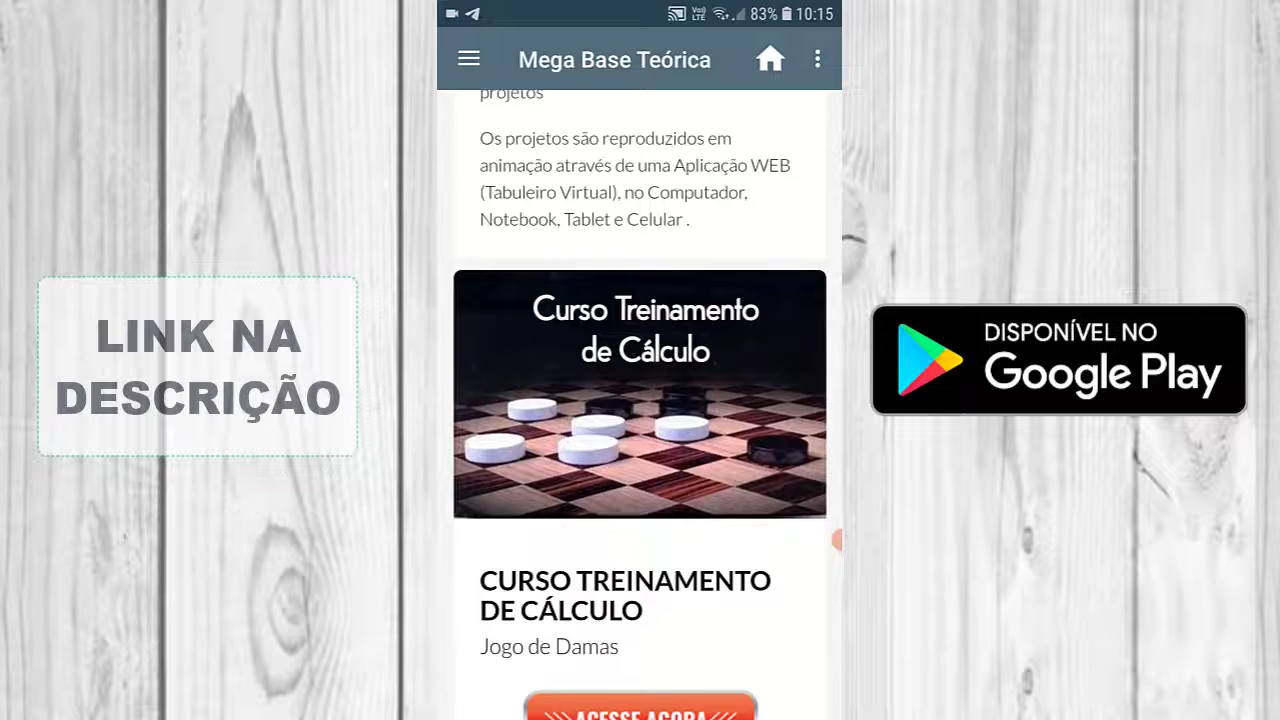 83% 10:15
Mega Base Teórica
projetos
Os projetos são reproduzidos em
animação através de uma Aplicação WEB
(Tabuleiro Virtual), no Computador,
Notebook, Tablet e Celular .
LINK NA
DESCRIÇÃO
Curso Treinamento
de Cálculo
DISPONÍVEL NO
Google Play
CURSO TREINAMENTO
DE CÁLCULO
Jogo de Damas
ACESSE AGORA